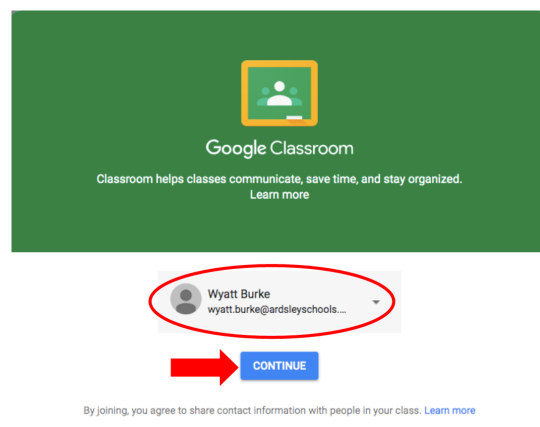 Google Classroom
Classroom helps classes communicate, save time, and stay organized.
Learn more
Wyatt Burke
wyatt.burke@ardsleyschools....
CONTINUE
By joining, you agree to share contact information with people in your class. Learn more